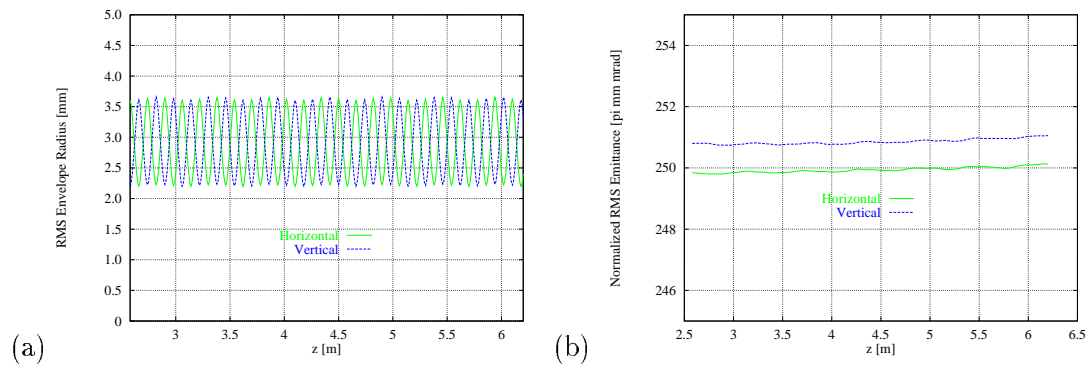 5.0
4.5
4.0
3.5
3.0
2.5
2.0
1.5
1.0
0.5
0
RMS Envelope Radius [mm]
Horizontal
Vertical
3 3.5 4 4.5 5 5.5 6
z [m]
(a)
254
252
250
248
246
Normalized RMS Emittance [pi mm mrad]
Horizontal
Vertical
2.5 3 3.5 4 4.5 5 5.5 6 6.5
z [m]
(b)